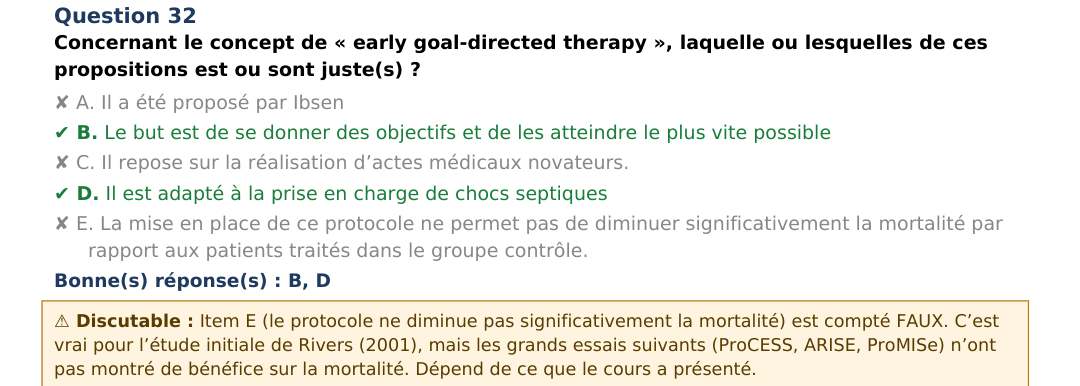 Question 32
Concernant le concept de « early goal-directed therapy », laquelle ou lesquelles de ces
propositions est ou sont juste(s) ?
✘ A. Il a été proposé par Ibsen
✔ B. Le but est de se donner des objectifs et de les atteindre le plus vite possible
✘ C. Il repose sur la réalisation d’actes médicaux novateurs.
✔ D. Il est adapté à la prise en charge de chocs septiques
✘ E. La mise en place de ce protocole ne permet pas de diminuer significativement la mortalité par
rapport aux patients traités dans le groupe contrôle.
Bonne(s) réponse(s) : B, D
⚠ Discutable : Item E (le protocole ne diminue pas significativement la mortalité) est compté FAUX. C’est
vrai pour l’étude initiale de Rivers (2001), mais les grands essais suivants (ProCESS, ARISE, ProMISe) n’ont
pas montré de bénéfice sur la mortalité. Dépend de ce que le cours a présenté.